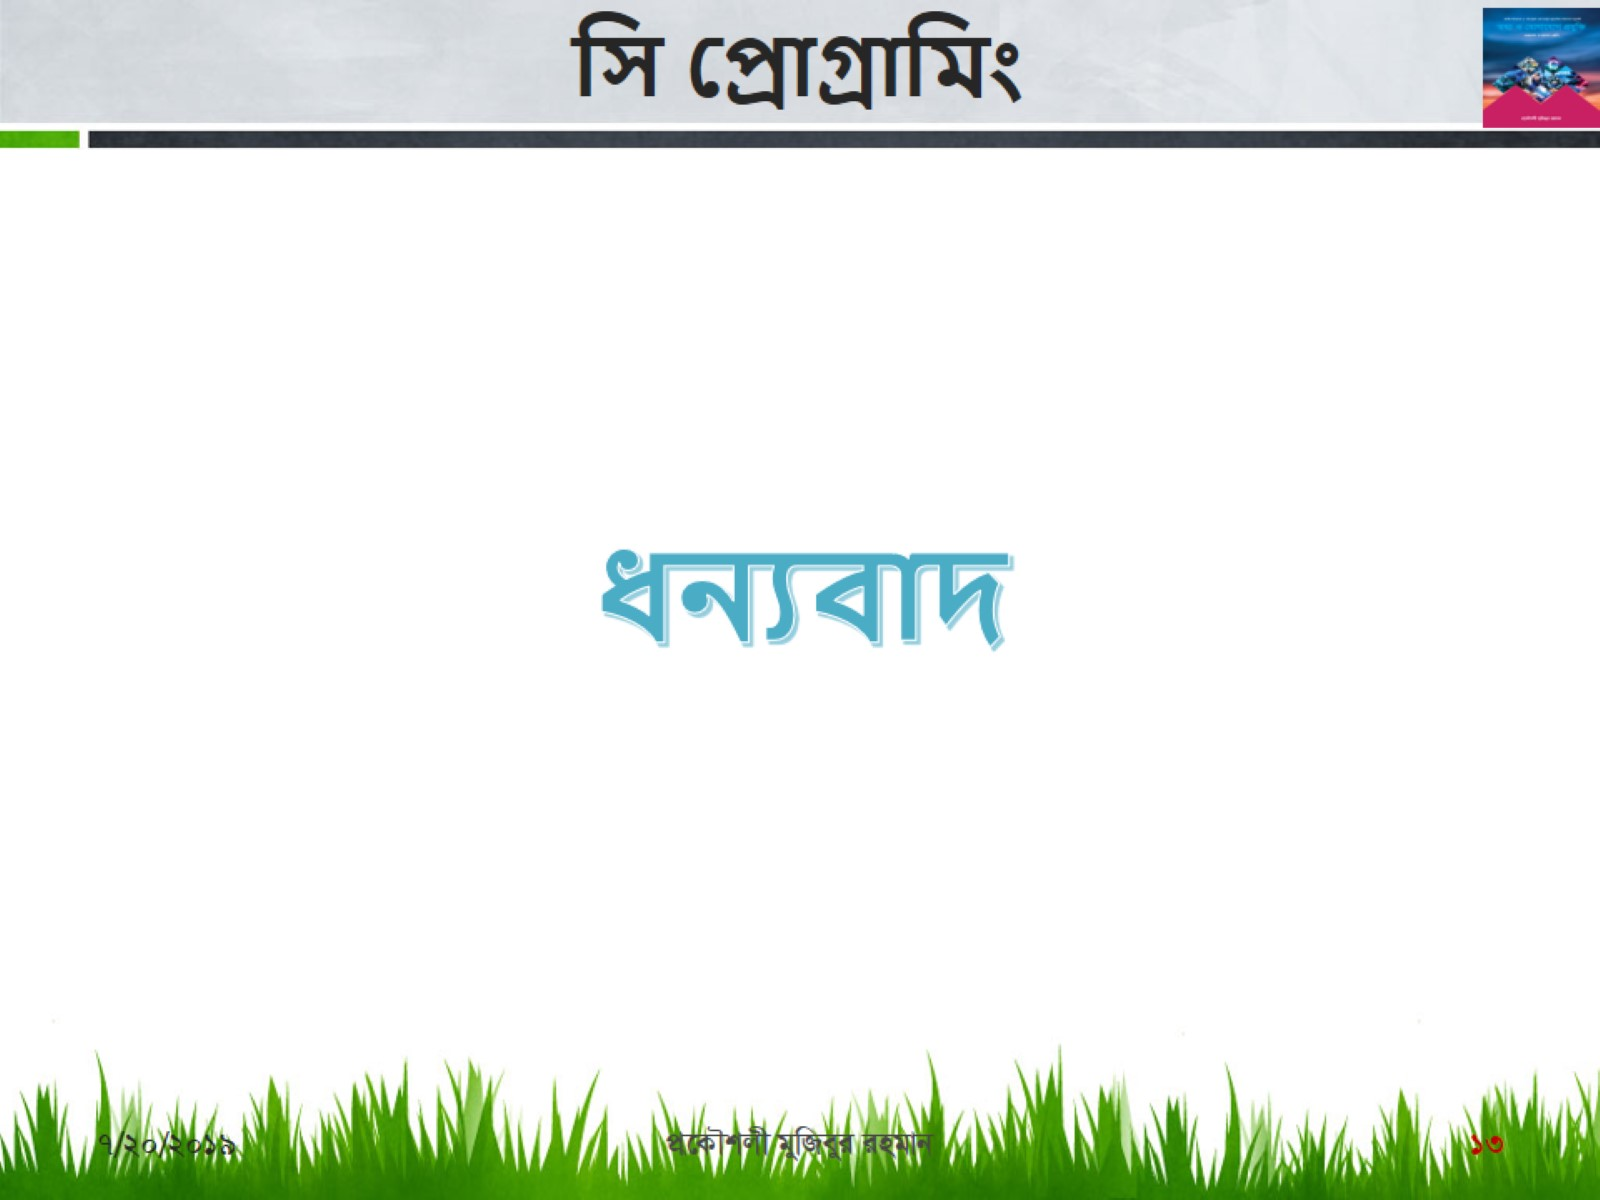 সি প্রোগ্রামিং
ধন্যবাদ
৭/২০/২০১৯
প্রকৌশলী মুজিবুর রহমান
১৩